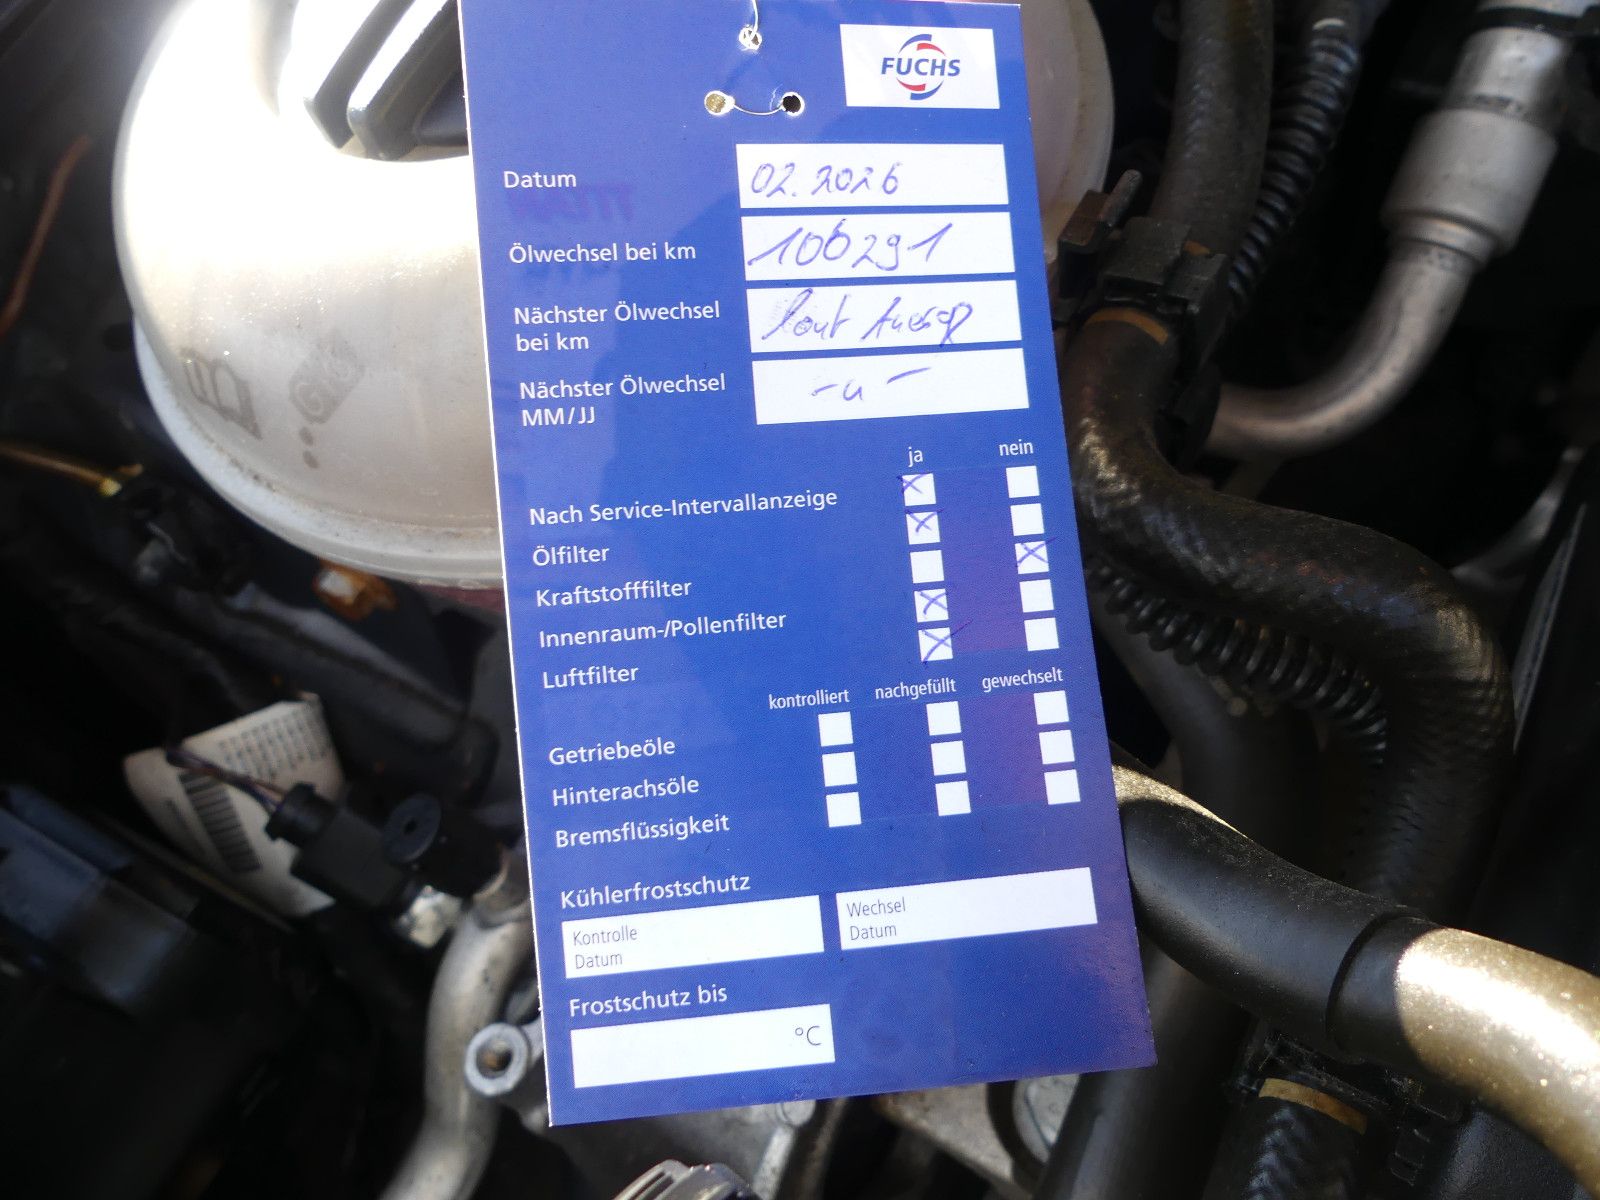 FUCHS
Datum 02.2026
Ölwechsel bei km 106291
Nächster Ölwechsel
bei km laut Anzeige
Nächster Ölwechsel
MM/JJ -u-
ja nein
Nach Service-Intervallanzeige
Ölfilter
Kraftstofffilter
Innenraum-/Pollenfilter
Luftfilter
kontrolliert nachgefüllt gewechselt
Getriebeöle
Hinterachsöle
Bremsflüssigkeit
Kühlerfrostschutz
Kontrolle
Datum
Wechsel
Datum
Frostschutz bis
°C